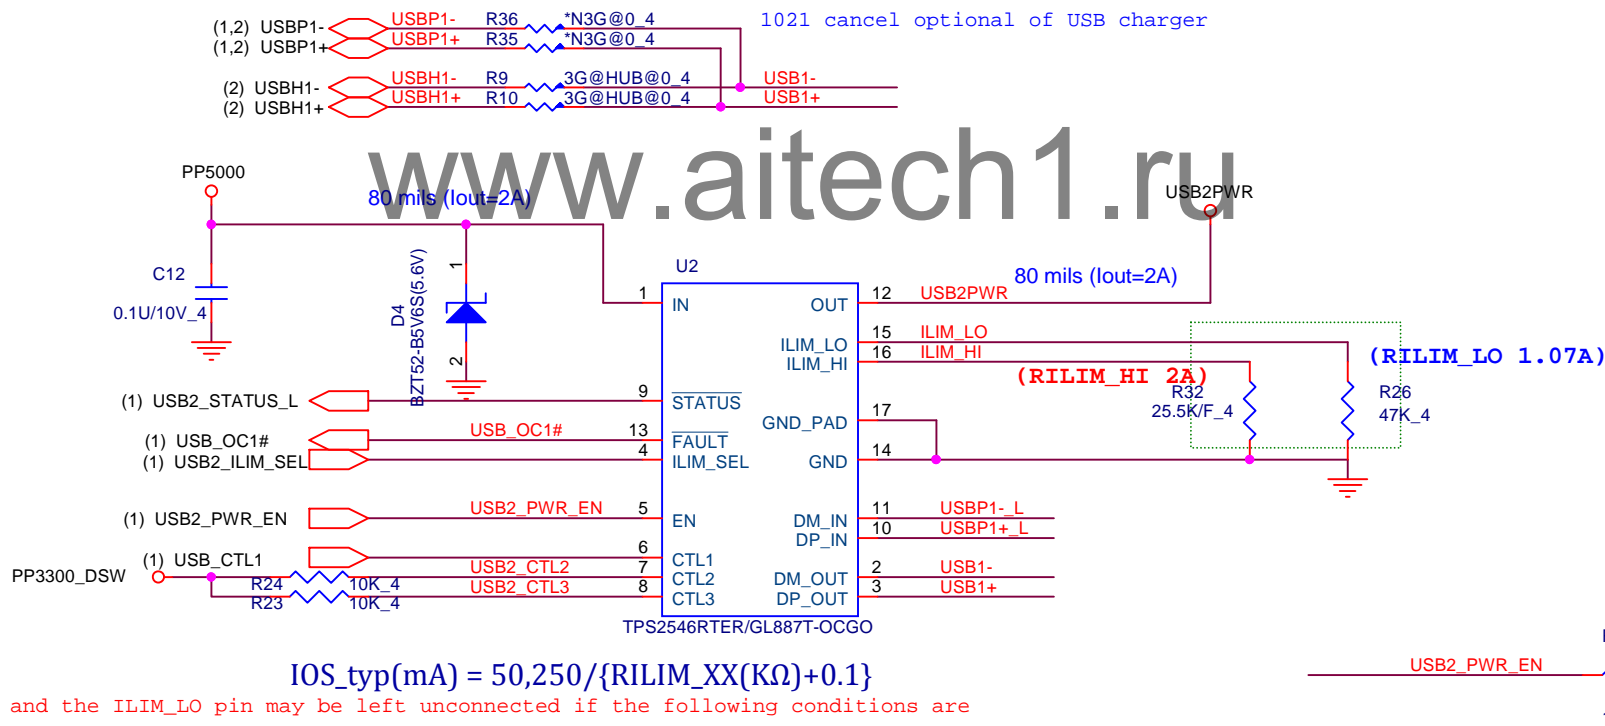 (1,2) USBP1- USBP1- R36 *N3G@0_4 1021 cancel optional of USB charger
(1,2) USBP1+ USBP1+ R35 *N3G@0_4
(2) USBH1- USBH1- R9 3G@HUB@0_4 USB1-
(2) USBH1+ USBH1+ R10 3G@HUB@0_4 USB1+
www.aitech1.ru
PP5000
80 mils (Iout=2A)
USB2PWR
C12
0.1U/10V_4
1
D4
BZT52-B5V6S(5.6V)
2
U2
80 mils (Iout=2A)
1 IN OUT 12 USB2PWR
ILIM_LO 15 ILIM_LO
ILIM_HI 16 ILIM_HI
(RILIM_LO 1.07A)
(RILIM_HI 2A)
R32
25.5K/F_4
R26
47K_4
(1) USB2_STATUS_L 9 STATUS
GND_PAD 17
(1) USB_OC1# USB_OC1# 13 FAULT
(1) USB2_ILIM_SEL 4 ILIM_SEL GND 14
(1) USB2_PWR_EN USB2_PWR_EN 5 EN DM_IN 11 USBP1-_L
DP_IN 10 USBP1+_L
(1) USB_CTL1 6 CTL1
PP3300_DSW R24 10K_4 USB2_CTL2 7 CTL2 DM_OUT 2 USB1-
R23 10K_4 USB2_CTL3 8 CTL3 DP_OUT 3 USB1+
TPS2546RTER/GL887T-OCGO
IOS_typ(mA) = 50,250/{RILIM_XX(KΩ)+0.1}
USB2_PWR_EN
and the ILIM_LO pin may be left unconnected if the following conditions are